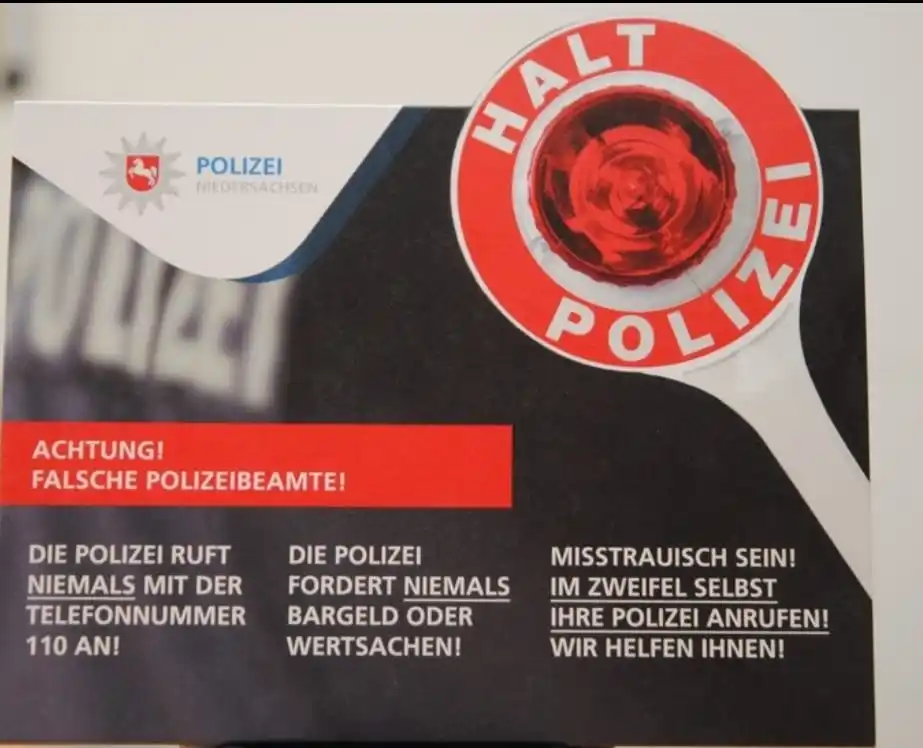 HALT
POLIZEI
POLIZEI
NIEDERSACHSEN
POLIZEI
ACHTUNG!
FALSCHE POLIZEIBEAMTE!
DIE POLIZEI RUFT
NIEMALS MIT DER
TELEFONNUMMER
110 AN!
DIE POLIZEI
FORDERT NIEMALS
BARGELD ODER
WERTSACHEN!
MISSTRAUISCH SEIN!
IM ZWEIFEL SELBST
IHRE POLIZEI ANRUFEN!
WIR HELFEN IHNEN!